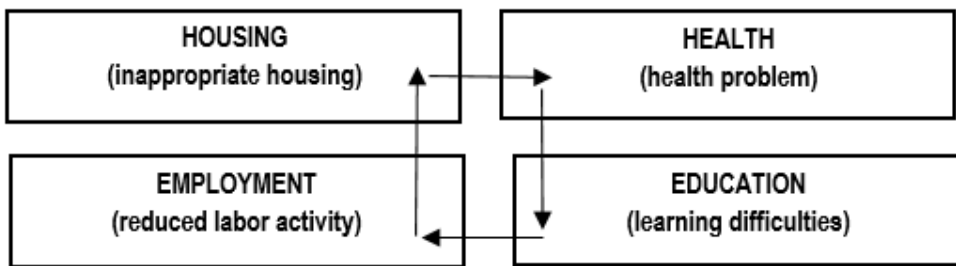 HOUSING
(inappropriate housing)
HEALTH
(health problem)
EMPLOYMENT
(reduced labor activity)
EDUCATION
(learning difficulties)